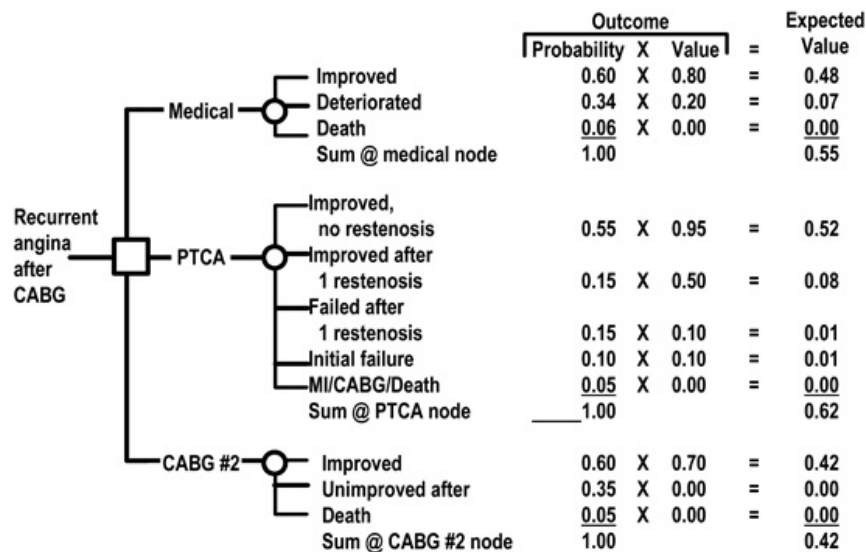 Outcome Expected
Probability X Value = Value
Medical
Improved 0.60 X 0.80 = 0.48
Deteriorated 0.34 X 0.20 = 0.07
Death 0.06 X 0.00 = 0.00
Sum @ medical node 1.00 0.55
Recurrent
angina
after
CABG
PTCA
Improved,
no restenosis 0.55 X 0.95 = 0.52
Improved after
1 restenosis 0.15 X 0.50 = 0.08
Failed after
1 restenosis 0.15 X 0.10 = 0.01
Initial failure 0.10 X 0.10 = 0.01
MI/CABG/Death 0.05 X 0.00 = 0.00
Sum @ PTCA node 1.00 0.62
CABG #2
Improved 0.60 X 0.70 = 0.42
Unimproved after 0.35 X 0.00 = 0.00
Death 0.05 X 0.00 = 0.00
Sum @ CABG #2 node 1.00 0.42